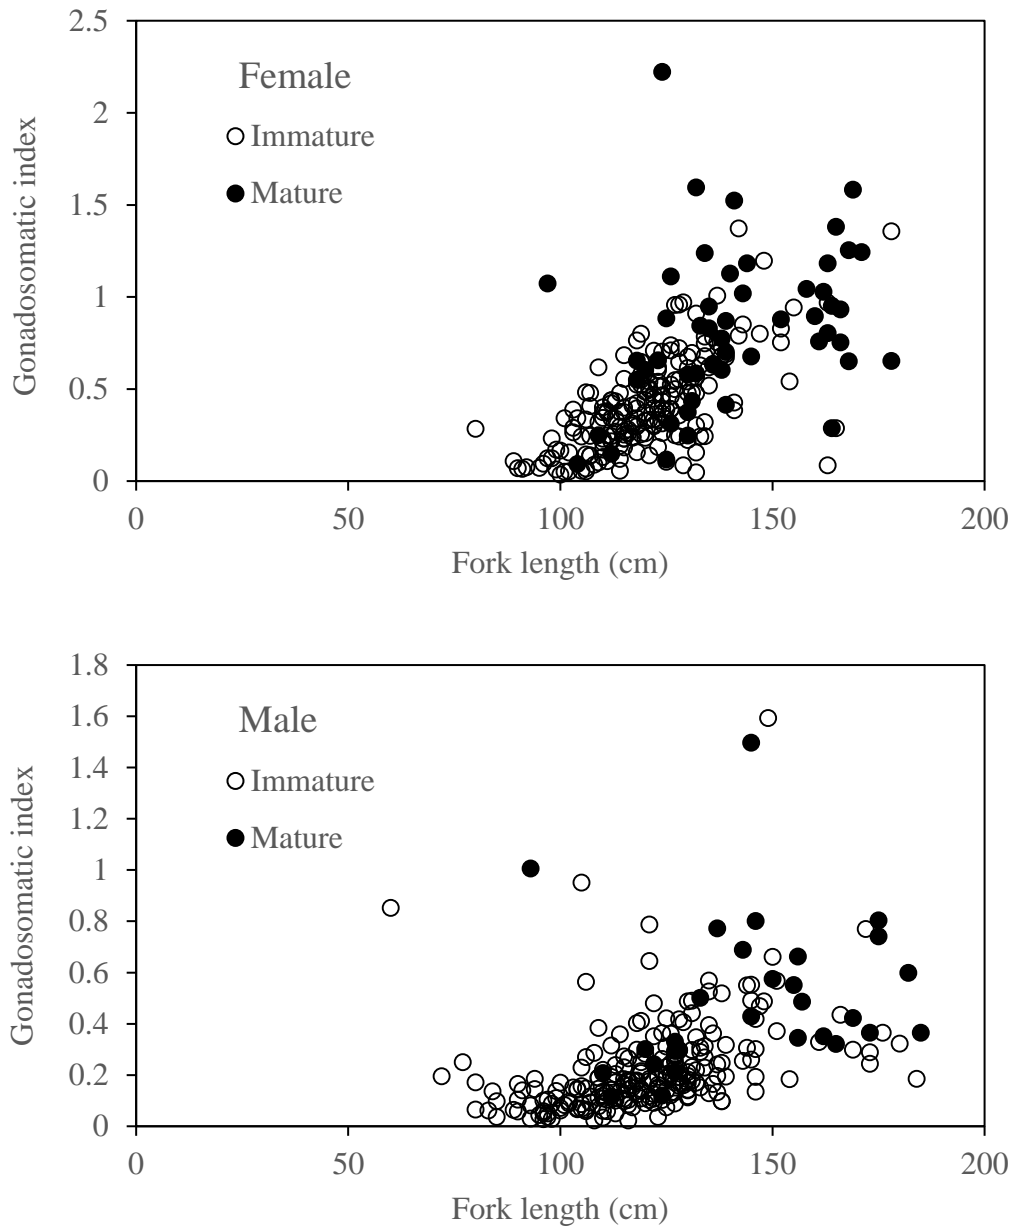 2.5
2
1.5
1
0.5
0
Gonadosomatic index
Female
Immature
Mature
0 50 100 150 200
Fork length (cm)
1.8
1.6
1.4
1.2
1
0.8
0.6
0.4
0.2
0
Gonadosomatic index
Male
Immature
Mature
0 50 100 150 200
Fork length (cm)